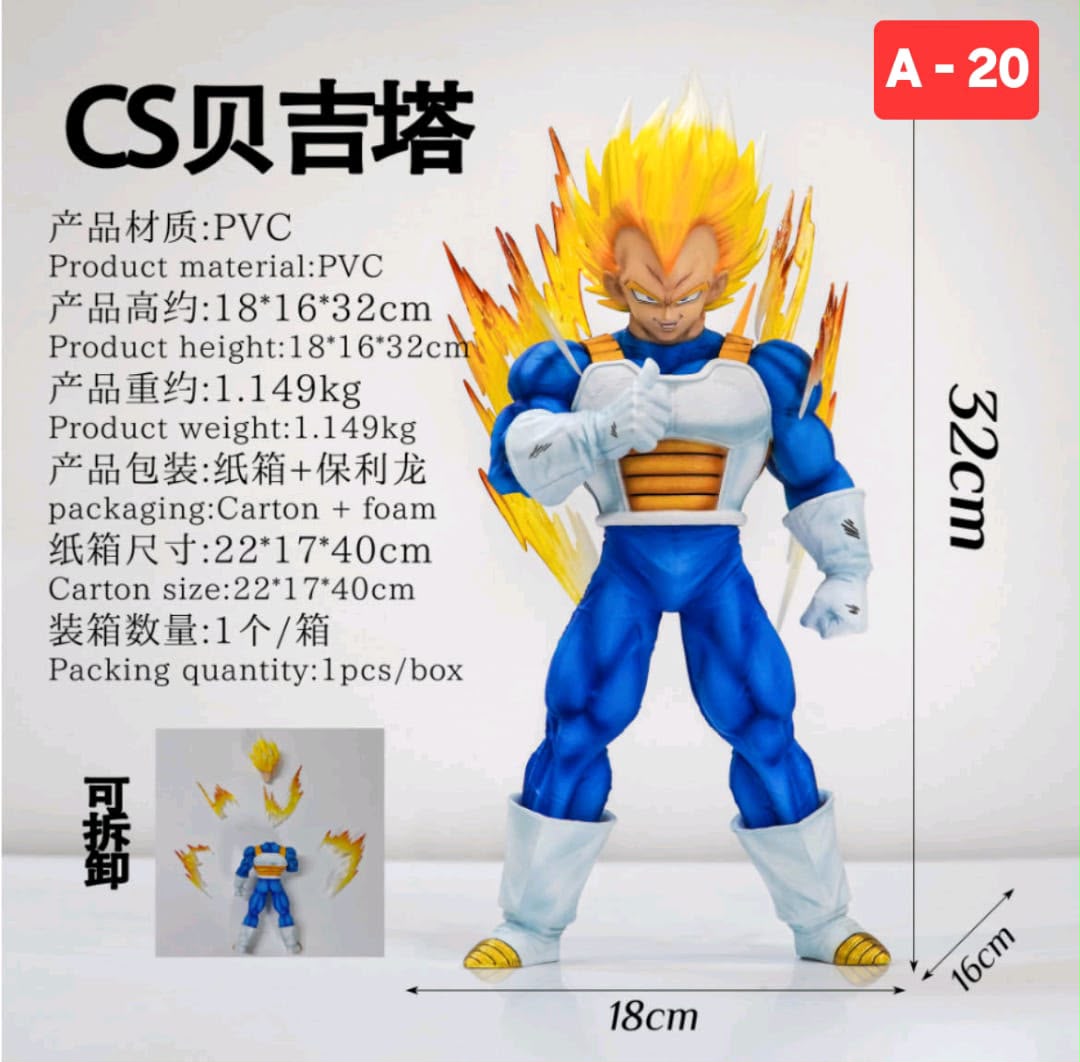 A - 20
CS贝吉塔
产品材质:PVC
Product material:PVC
产品高约:18*16*32cm
Product height:18*16*32cm
产品重约:1.149kg
Product weight:1.149kg
产品包装:纸箱+保利龙
packaging:Carton + foam
纸箱尺寸:22*17*40cm
Carton size:22*17*40cm
装箱数量:1个/箱
Packing quantity:1pcs/box
可拆卸
32cm
16cm
18cm